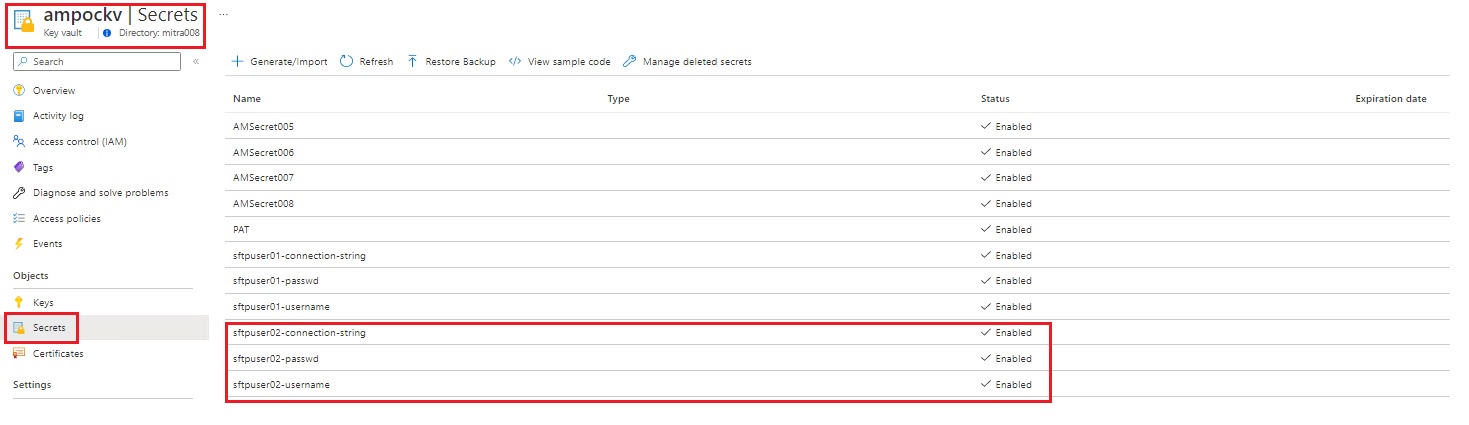 ampockv | Secrets ...
Key vault Directory: mitra008
Search «
Overview
Activity log
Access control (IAM)
Tags
Diagnose and solve problems
Access policies
Events
Objects
Keys
Secrets
Certificates
Settings
Generate/Import Refresh Restore Backup View sample code Manage deleted secrets
Name Type Status Expiration date
AMSecret005 Enabled
AMSecret006 Enabled
AMSecret007 Enabled
AMSecret008 Enabled
PAT Enabled
sftpuser01-connection-string Enabled
sftpuser01-passwd Enabled
sftpuser01-username Enabled
sftpuser02-connection-string Enabled
sftpuser02-passwd Enabled
sftpuser02-username Enabled